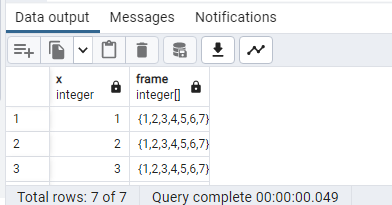 Data output Messages Notifications
x frame
integer integer[]
1 1 {1,2,3,4,5,6,7}
2 2 {1,2,3,4,5,6,7}
3 3 {1,2,3,4,5,6,7}
Total rows: 7 of 7 Query complete 00:00:00.049